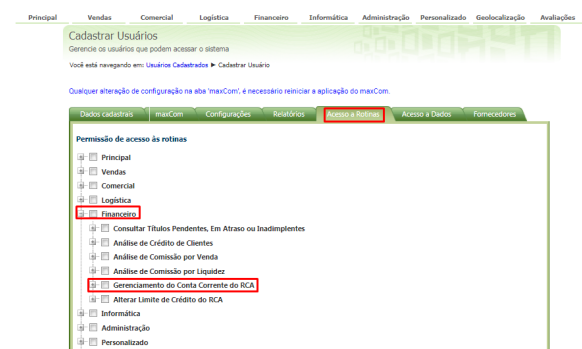 Principal Vendas Comercial Logística Financeiro Informática Administração Personalizado Geolocalização Avaliações
Cadastrar Usuários
Gerencie os usuários que podem acessar o sistema
Você está navegando em: Usuários Cadastrados ► Cadastrar Usuário
Qualquer alteração de configuração na aba 'maxCom', é necessário reiniciar a aplicação do maxCom.
Dados cadastrais maxCom Configurações Relatórios Acesso a Rotinas Acesso a Dados Fornecedores
Permissão de acesso às rotinas
Principal
Vendas
Comercial
Logística
Financeiro
Consultar Títulos Pendentes, Em Atraso ou Inadimplentes
Análise de Crédito de Clientes
Análise de Comissão por Venda
Análise de Comissão por Liquidez
Gerenciamento do Conta Corrente do RCA
Alterar Limite de Crédito do RCA
Informática
Administração
Personalizado